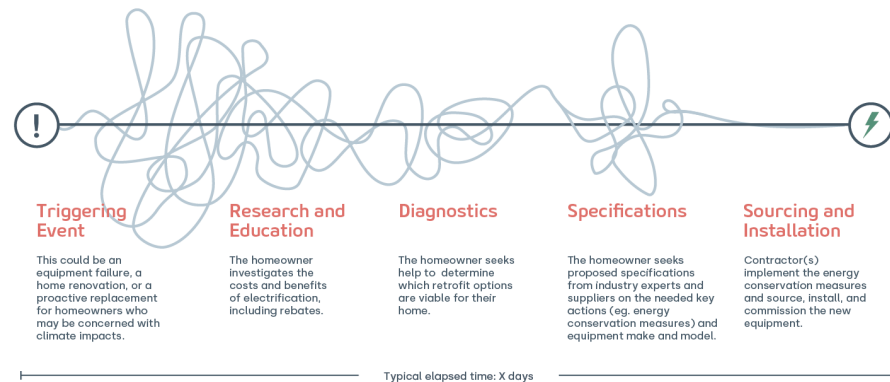 !
Triggering
Event
This could be an
equipment failure, a
home renovation, or a
proactive replacement
for homeowners who
may be concerned with
climate impacts.
Research and
Education
The homeowner
investigates the
costs and benefits
of electrification,
including rebates.
Diagnostics
The homeowner seeks
help to determine
which retrofit options
are viable for their
home.
Specifications
The homeowner seeks
proposed specifications
from industry experts and
suppliers on the needed key
actions (eg. energy
conservation measures) and
equipment make and model.
Sourcing and
Installation
Contractor(s)
implement the energy
conservation measures
and source, install, and
commission the new
equipment.
Typical elapsed time: X days